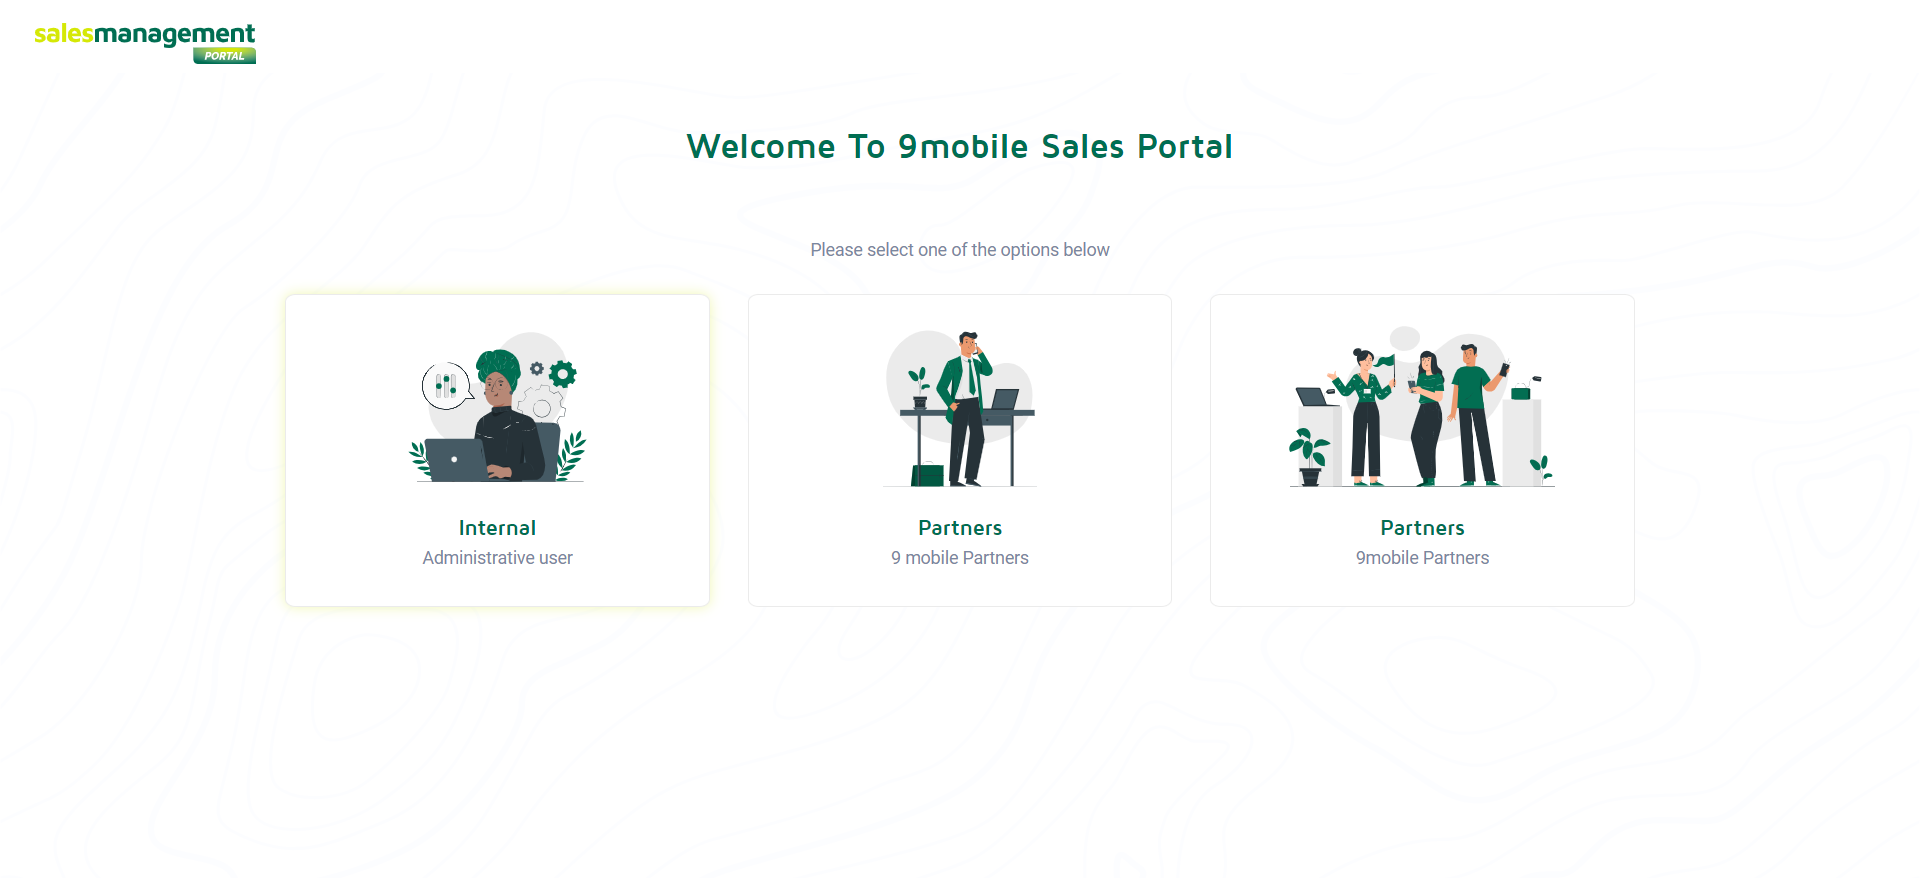 salesmanagement
PORTAL
Welcome To 9mobile Sales Portal
Please select one of the options below
Internal
Administrative user
Partners
9 mobile Partners
Partners
9mobile Partners